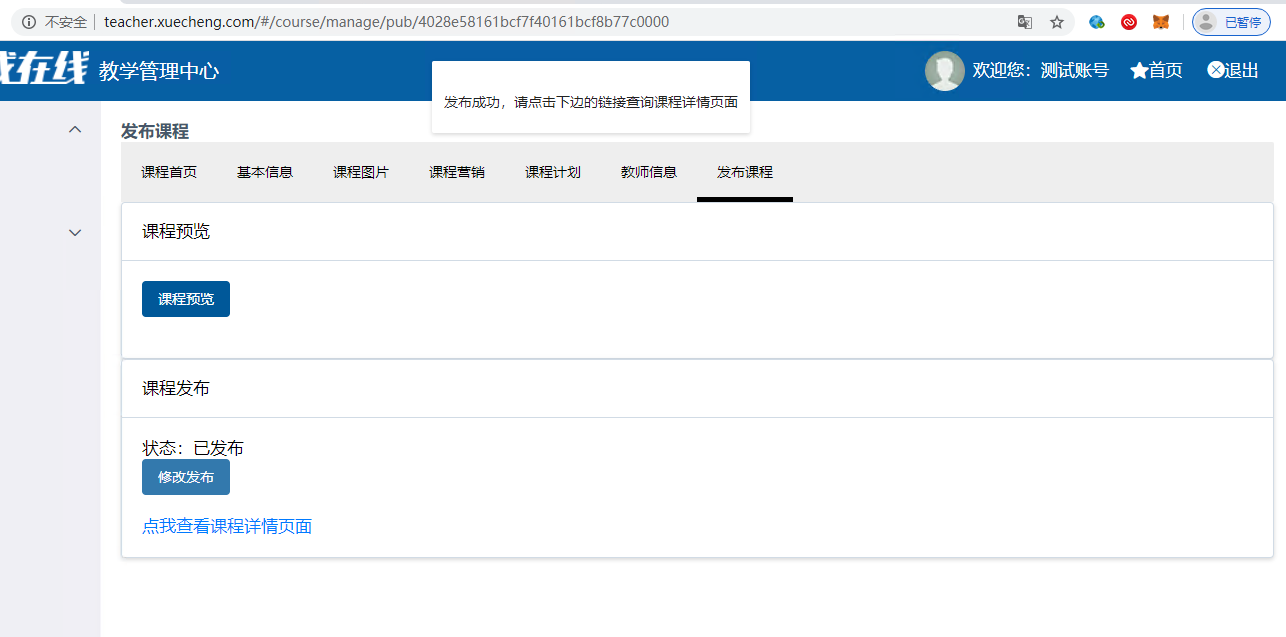 不安全 teacher.xuecheng.com/#/course/manage/pub/4028e58161bcf7f40161bcf8b77c0000 已暂停
在线 教学管理中心 欢迎您：测试账号 首页 退出
发布成功，请点击下边的链接查询课程详情页面
发布课程
课程首页 基本信息 课程图片 课程营销 课程计划 教师信息 发布课程
课程预览
课程预览
课程发布
状态：已发布
修改发布
点我查看课程详情页面